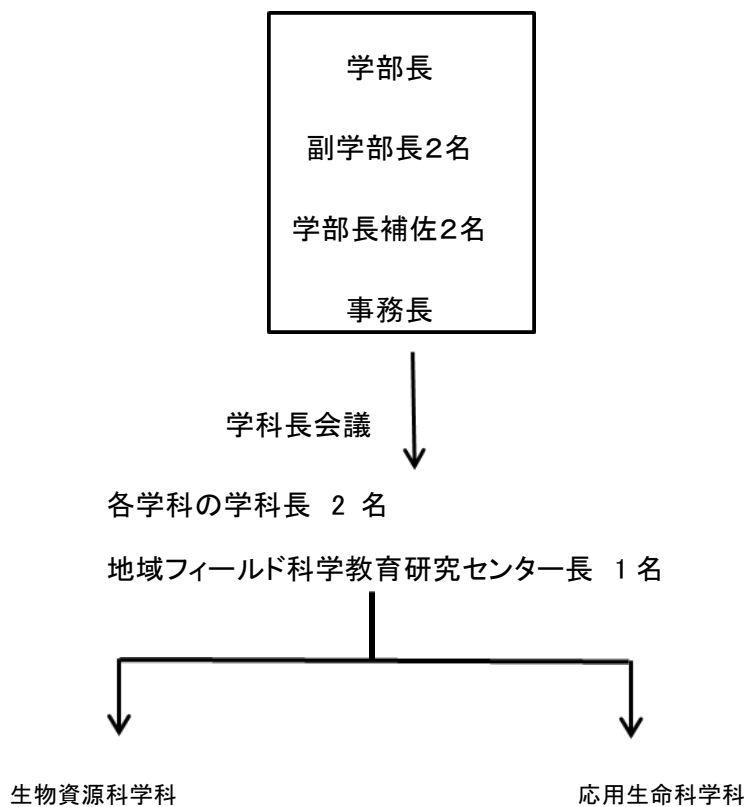 学部長
副学部長２名
学部長補佐２名
事務長
学科長会議
各学科の学科長 2 名
地域フィールド科学教育研究センター長 1 名
生物資源科学科
応用生命科学科